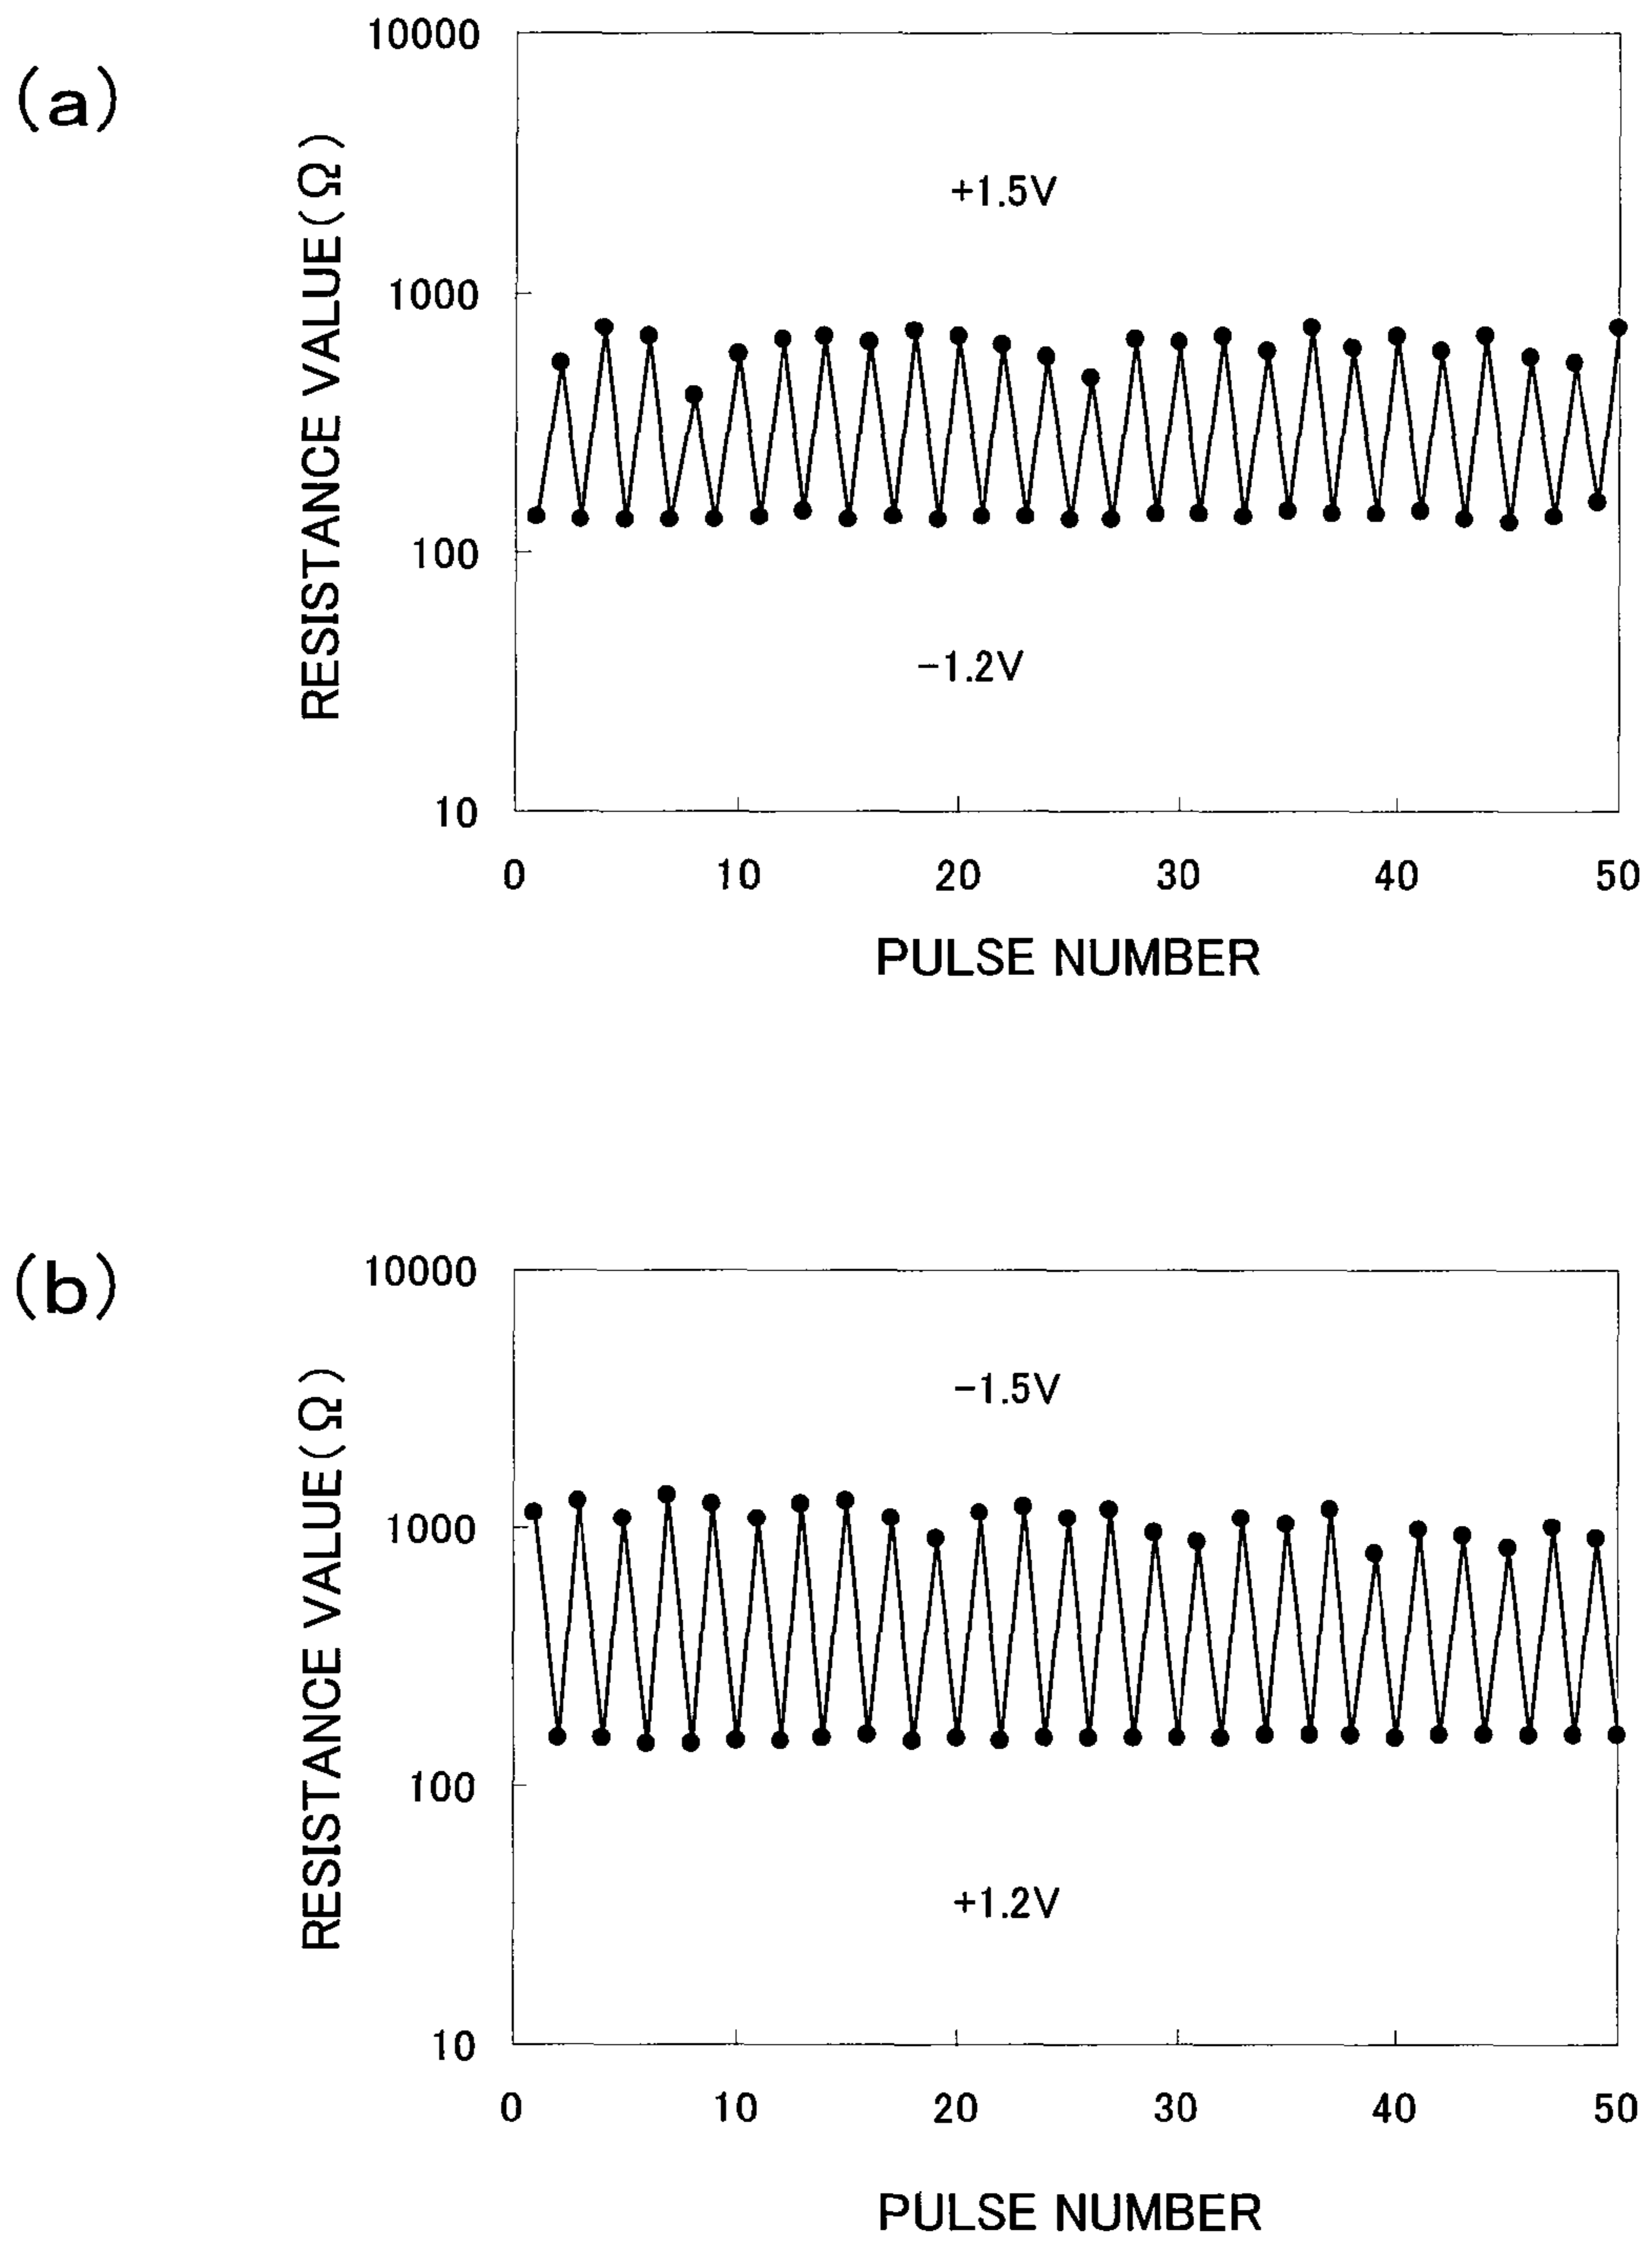 (a)
RESISTANCE VALUE(Ω)
10000
1000
100
10
+1.5V
−1.2V
0 10 20 30 40 50
PULSE NUMBER
(b)
RESISTANCE VALUE(Ω)
10000
1000
100
10
−1.5V
+1.2V
0 10 20 30 40 50
PULSE NUMBER